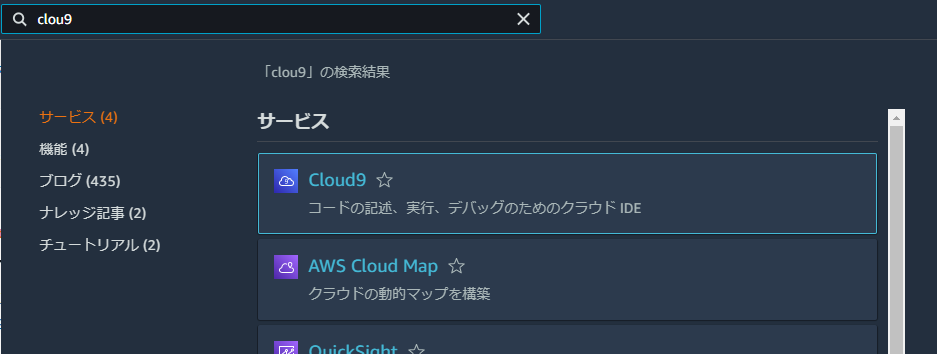 clou9
「clou9」の検索結果
サービス (4)
機能 (4)
ブログ (435)
ナレッジ記事 (2)
チュートリアル (2)
サービス
Cloud9
コードの記述、実行、デバッグのためのクラウド IDE
AWS Cloud Map
クラウドの動的マップを構築
QuickSight